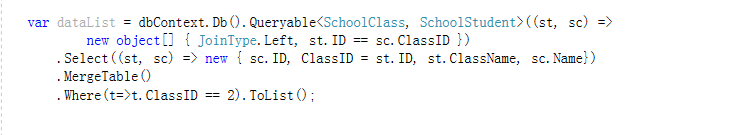 var dataList = dbContext.Db().Queryable<SchoolClass, SchoolStudent>((st, sc) =>
new object[] { JoinType.Left, st.ID == sc.ClassID })
.Select((st, sc) => new { sc.ID, ClassID = st.ID, st.ClassName, sc.Name})
.MergeTable()
.Where(t=>t.ClassID == 2).ToList();